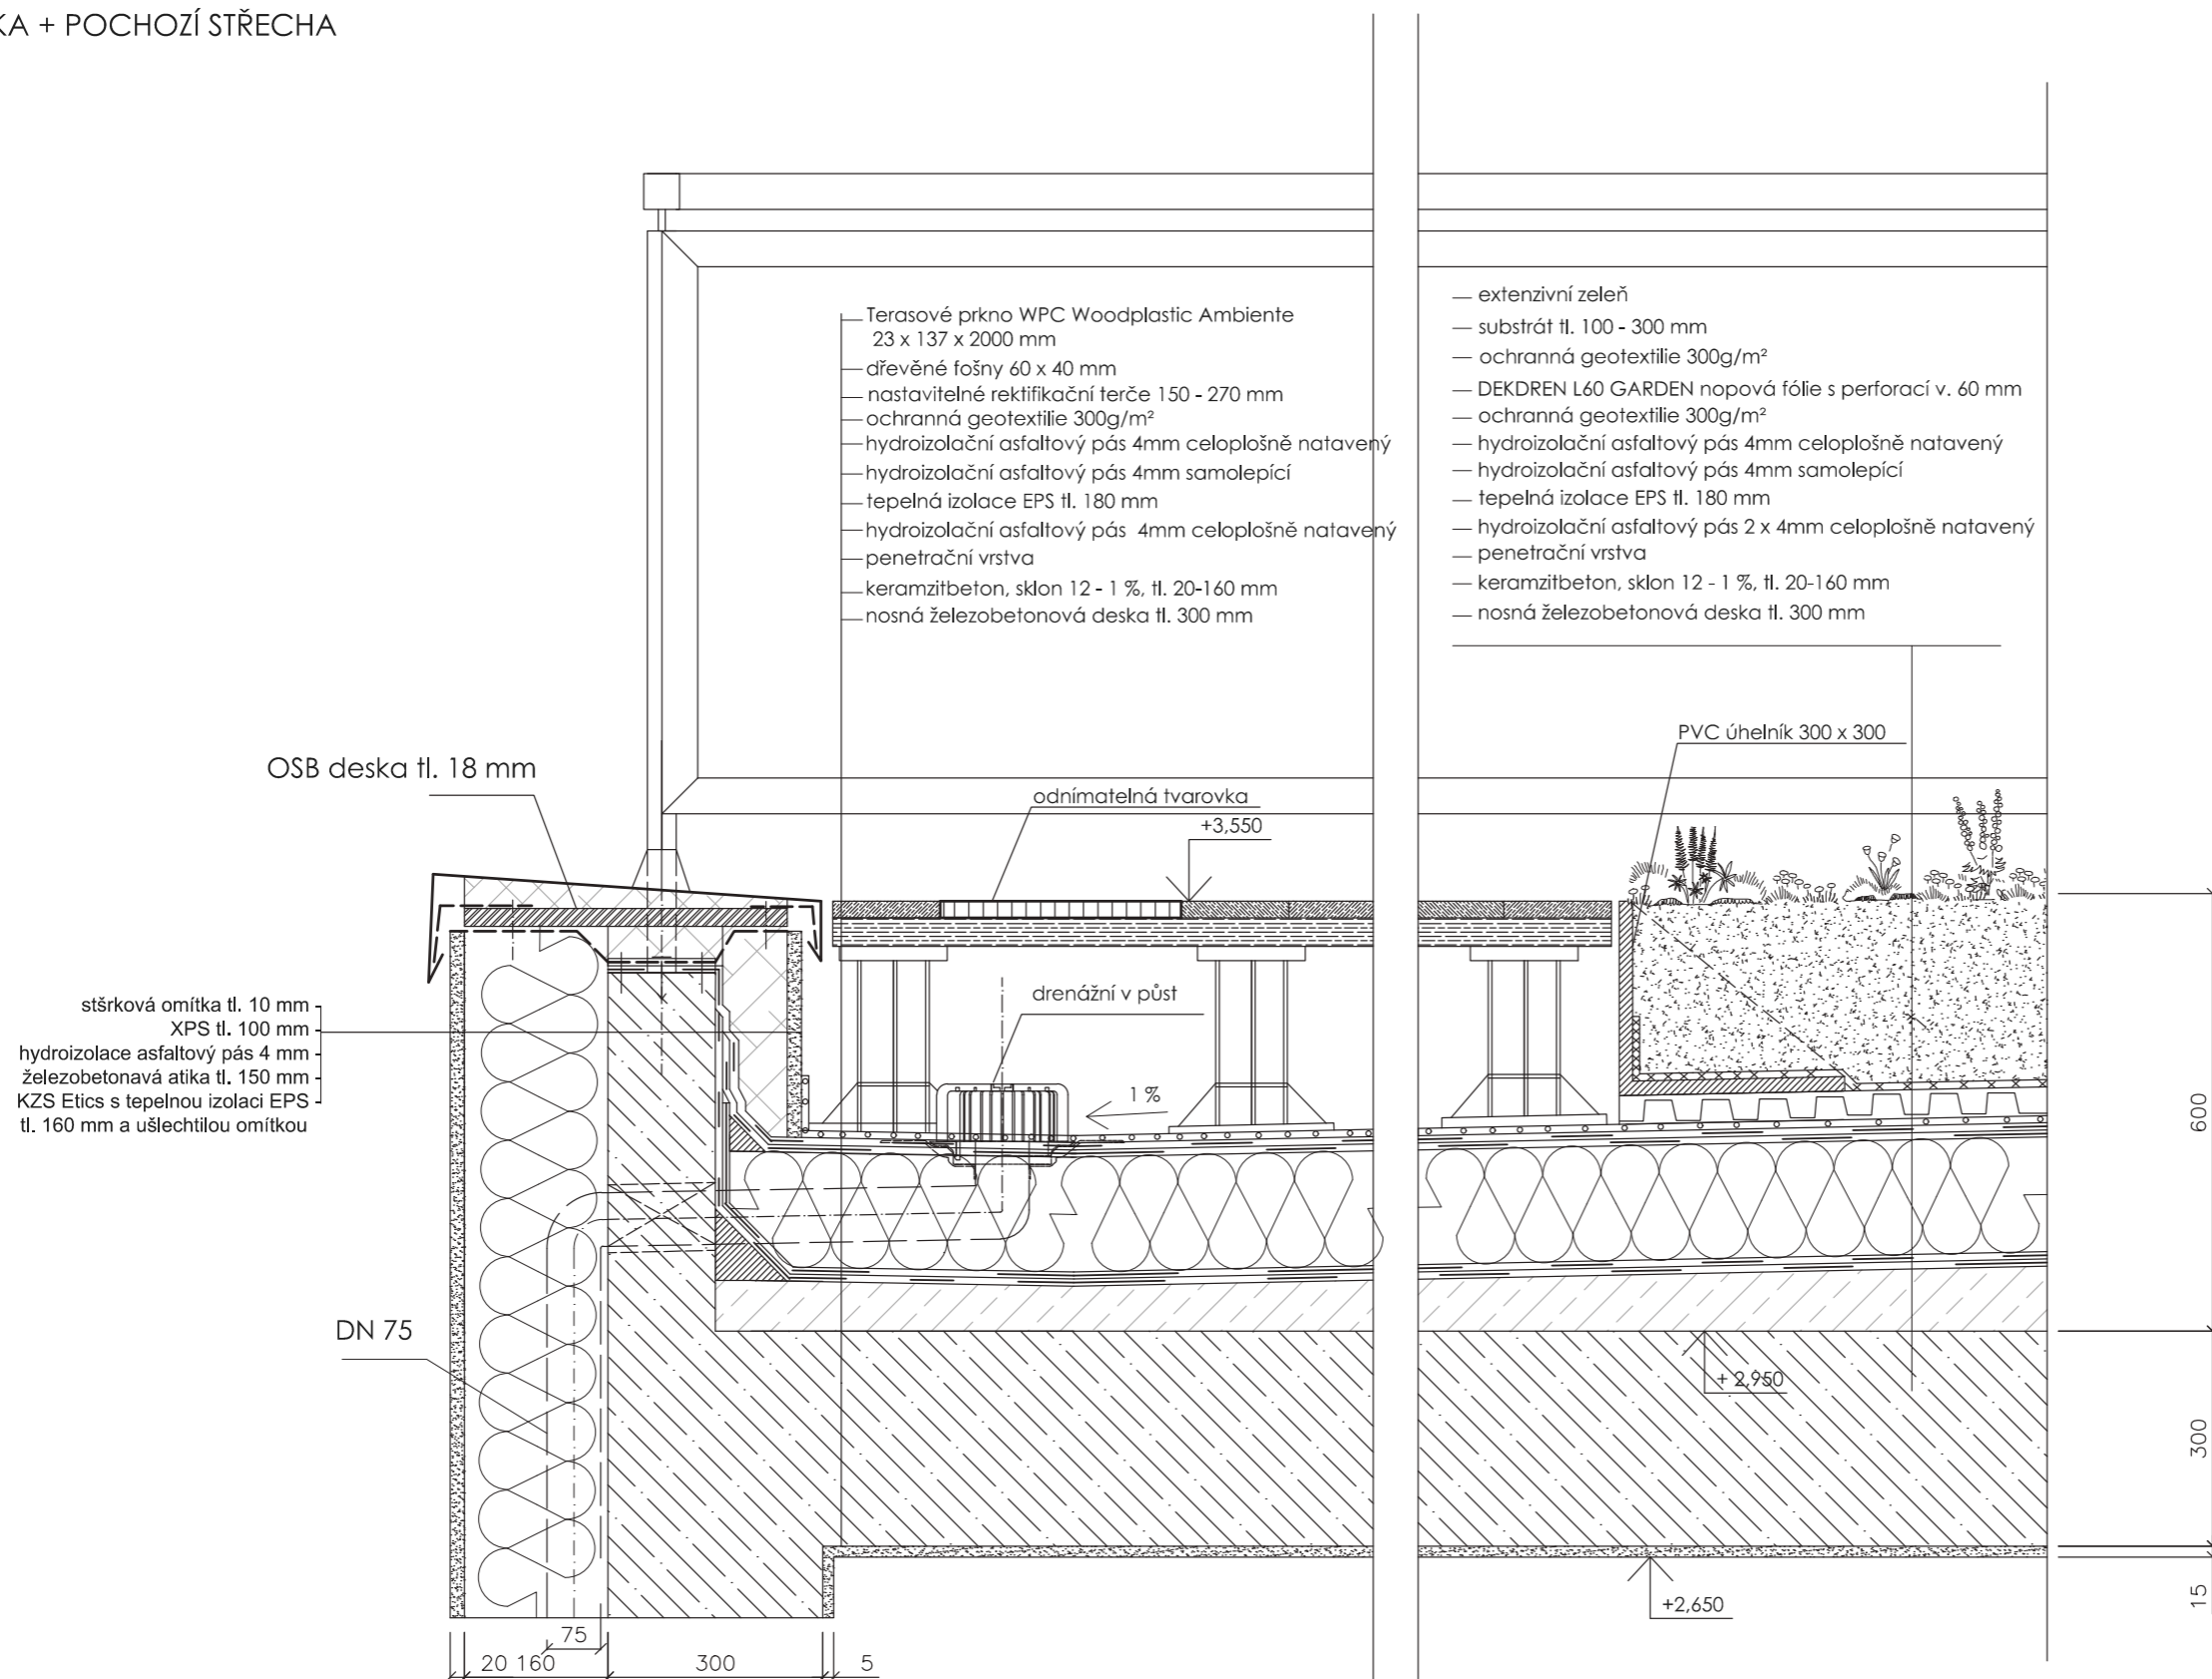 KA + POCHOZÍ STŘECHA
Terasové prkno WPC Woodplastic Ambiente
23 x 137 x 2000 mm
dřevěné fošny 60 x 40 mm
nastavitelné rektifikační terče 150 - 270 mm
ochranná geotextilie 300g/m²
hydroizolační asfaltový pás 4mm celoplošně natavený
hydroizolační asfaltový pás 4mm samolepící
tepelná izolace EPS tl. 180 mm
hydroizolační asfaltový pás 4mm celoplošně natavený
penetrační vrstva
keramzitbeton, sklon 12 - 1 %, tl. 20-160 mm
nosná železobetonová deska tl. 300 mm
extenzivní zeleň
substrát tl. 100 - 300 mm
ochranná geotextilie 300g/m²
DEKDREN L60 GARDEN nopová fólie s perforací v. 60 mm
ochranná geotextilie 300g/m²
hydroizolační asfaltový pás 4mm celoplošně natavený
hydroizolační asfaltový pás 4mm samolepící
tepelná izolace EPS tl. 180 mm
hydroizolační asfaltový pás 2 x 4mm celoplošně natavený
penetrační vrstva
keramzitbeton, sklon 12 - 1 %, tl. 20-160 mm
nosná železobetonová deska tl. 300 mm
PVC úhelník 300 x 300
OSB deska tl. 18 mm
odnímatelná tvarovka
+3,550
drenážní v půst
1 %
stšrková omítka tl. 10 mm
XPS tl. 100 mm
hydroizolace asfaltový pás 4 mm
železobetonavá atika tl. 150 mm
KZS Etics s tepelnou izolaci EPS
tl. 160 mm a ušlechtilou omítkou
600
DN 75
+ 2,950
300
+2,650
15
75
20 160
300
5